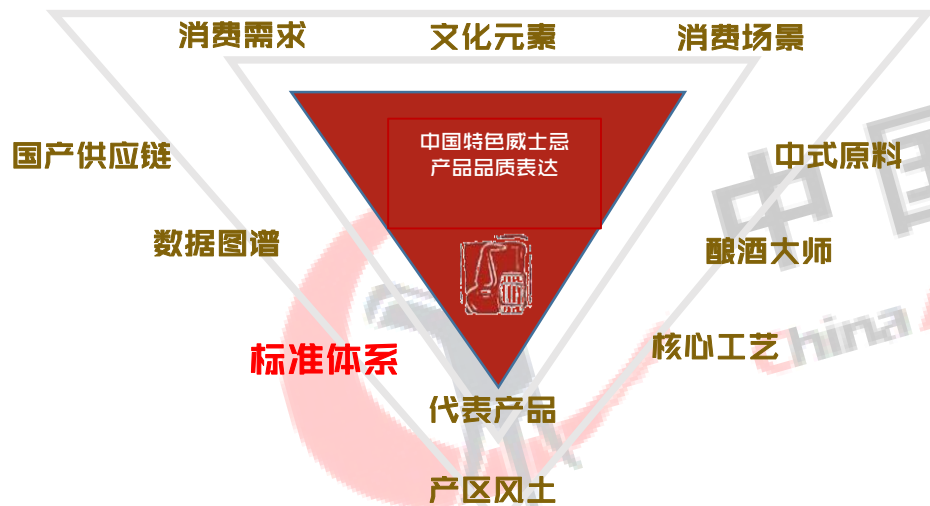 消费需求
文化元素
消费场景
中国特色威士忌
产品品质表达
国产供应链
中式原料
数据图谱
酿酒大师
标准体系
核心工艺
代表产品
产区风土
中国
China A